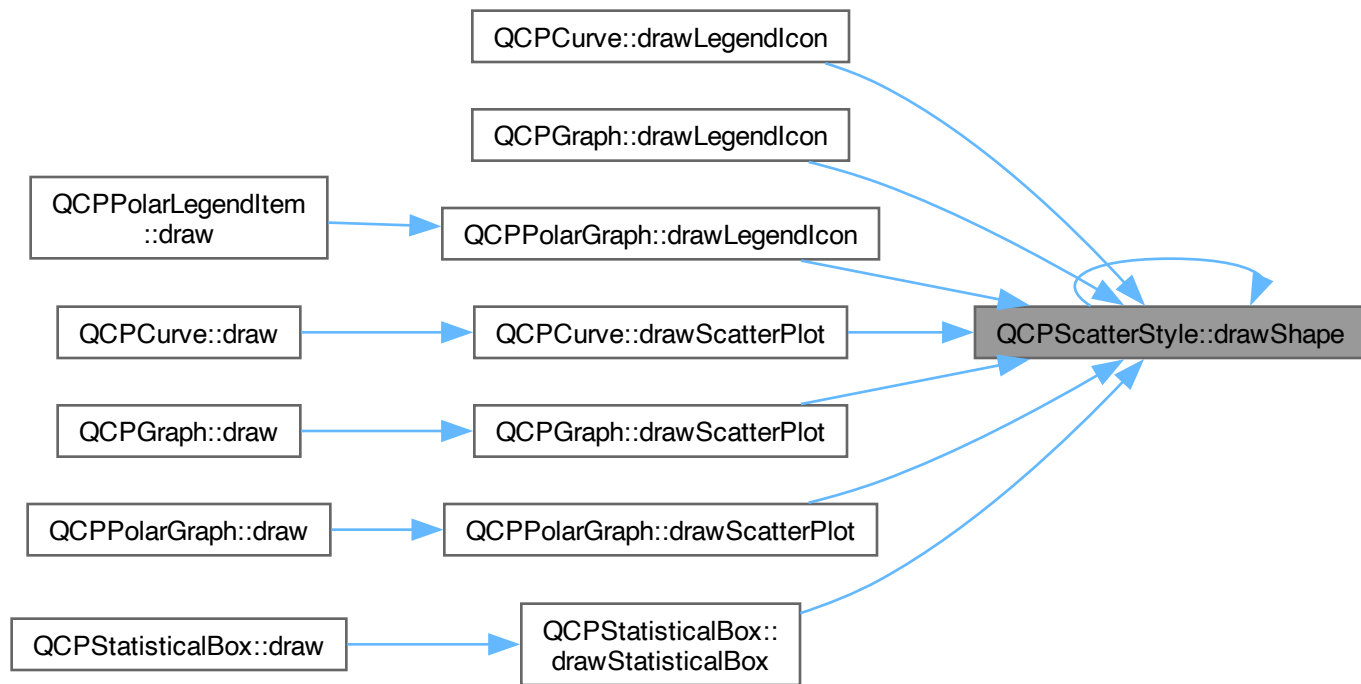 QCPCurve::drawLegendIcon
QCPGraph::drawLegendIcon
QCPPolarLegendItem
::draw
QCPPolarGraph::drawLegendIcon
QCPCurve::draw
QCPCurve::drawScatterPlot
QCPScatterStyle::drawShape
QCPGraph::draw
QCPGraph::drawScatterPlot
QCPPolarGraph::draw
QCPPolarGraph::drawScatterPlot
QCPStatisticalBox::draw
QCPStatisticalBox::
drawStatisticalBox